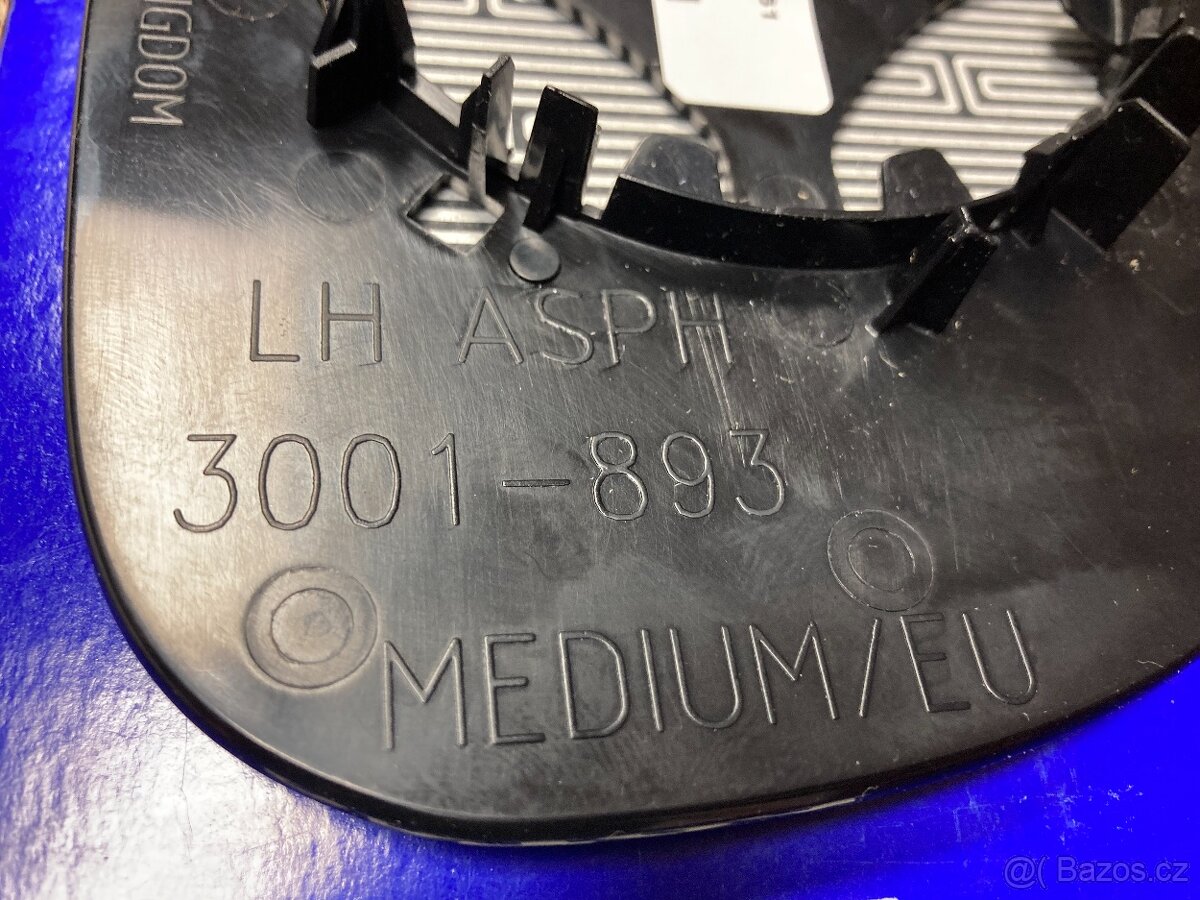 LH ASPH
3001-893
MEDIUM/EU
@( Bazos.cz